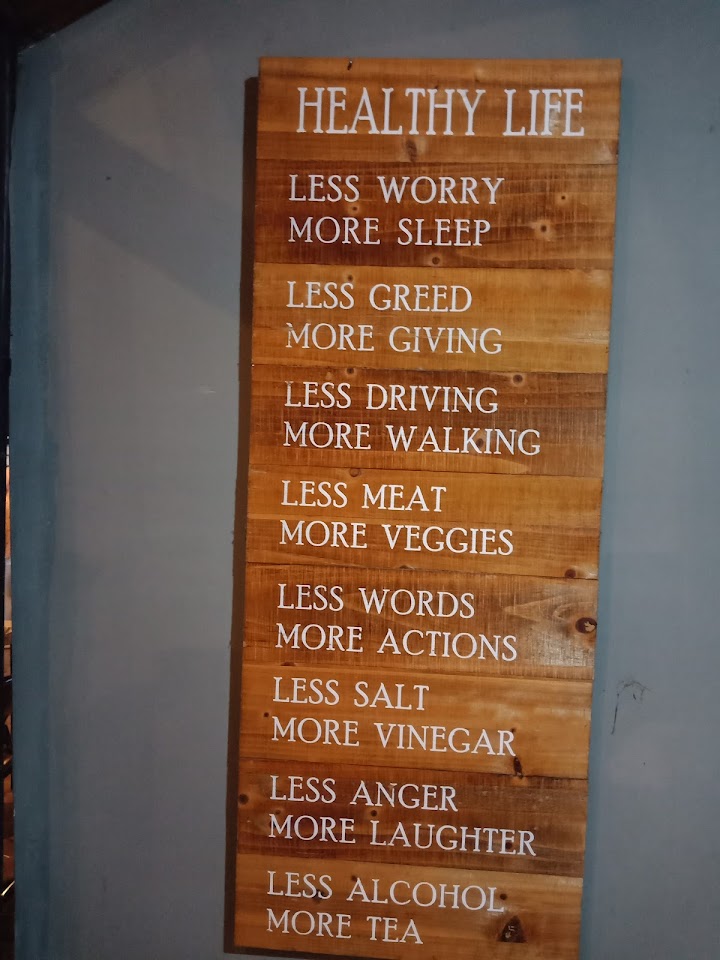 HEALTHY LIFE
LESS WORRY
MORE SLEEP
LESS GREED
MORE GIVING
LESS DRIVING
MORE WALKING
LESS MEAT
MORE VEGGIES
LESS WORDS
MORE ACTIONS
LESS SALT
MORE VINEGAR
LESS ANGER
MORE LAUGHTER
LESS ALCOHOL
MORE TEA